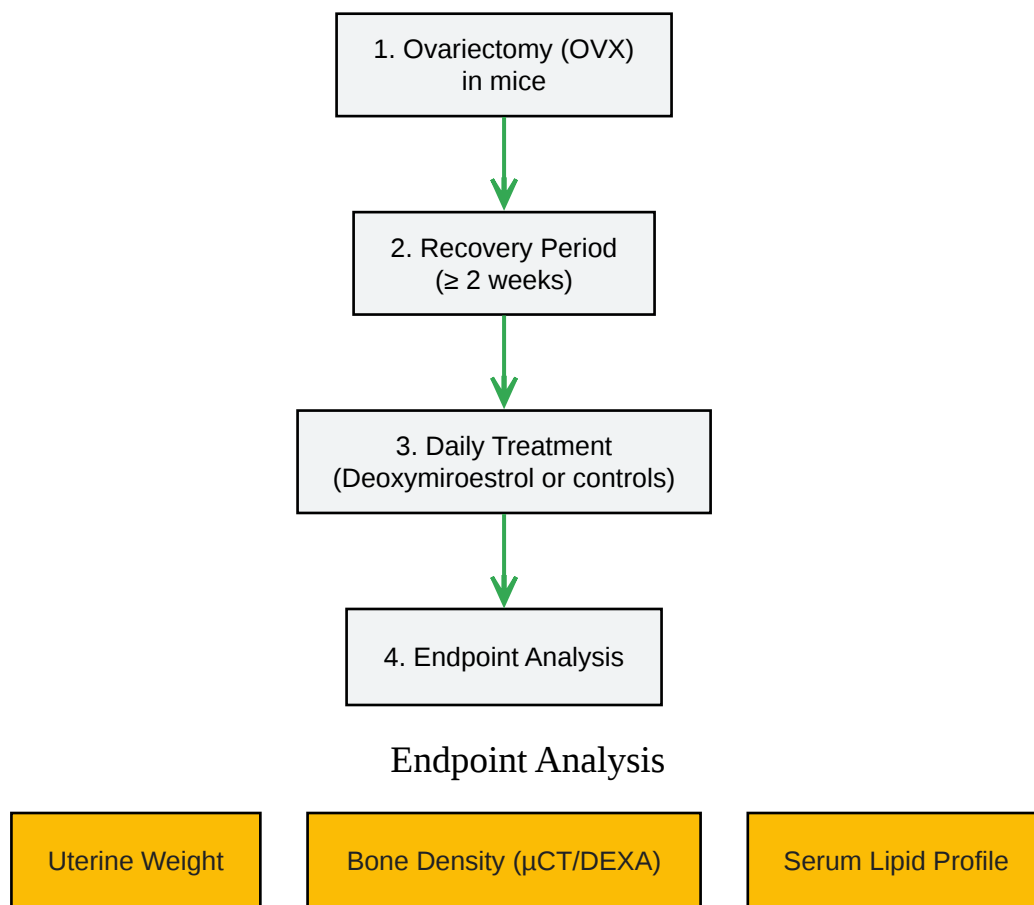 1. Ovariectomy (OVX)
in mice
2. Recovery Period
(≥ 2 weeks)
3. Daily Treatment
(Deoxymiroestrol or controls)
4. Endpoint Analysis
Endpoint Analysis
Uterine Weight
Bone Density (µCT/DEXA)
Serum Lipid Profile